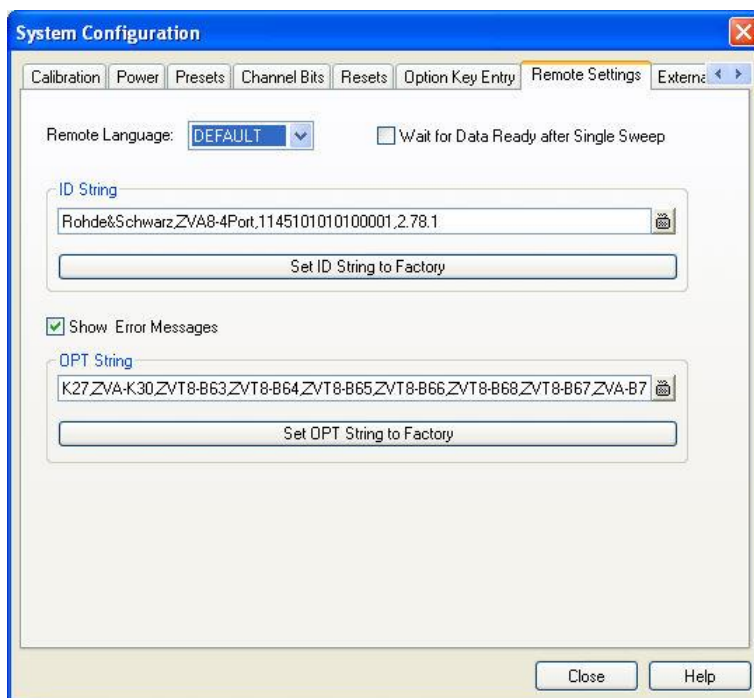 System Configuration
Calibration Power Presets Channel Bits Resets Option Key Entry Remote Settings Externa
Remote Language: DEFAULT Wait for Data Ready after Single Sweep
ID String
Rohde&Schwarz,ZVA8-4Port,1145101010100001,2.78.1
Set ID String to Factory
Show Error Messages
OPT String
K27,ZVA-K30,ZVT8-B63,ZVT8-B64,ZVT8-B65,ZVT8-B66,ZVT8-B68,ZVT8-B67,ZVA-B7
Set OPT String to Factory
Close Help